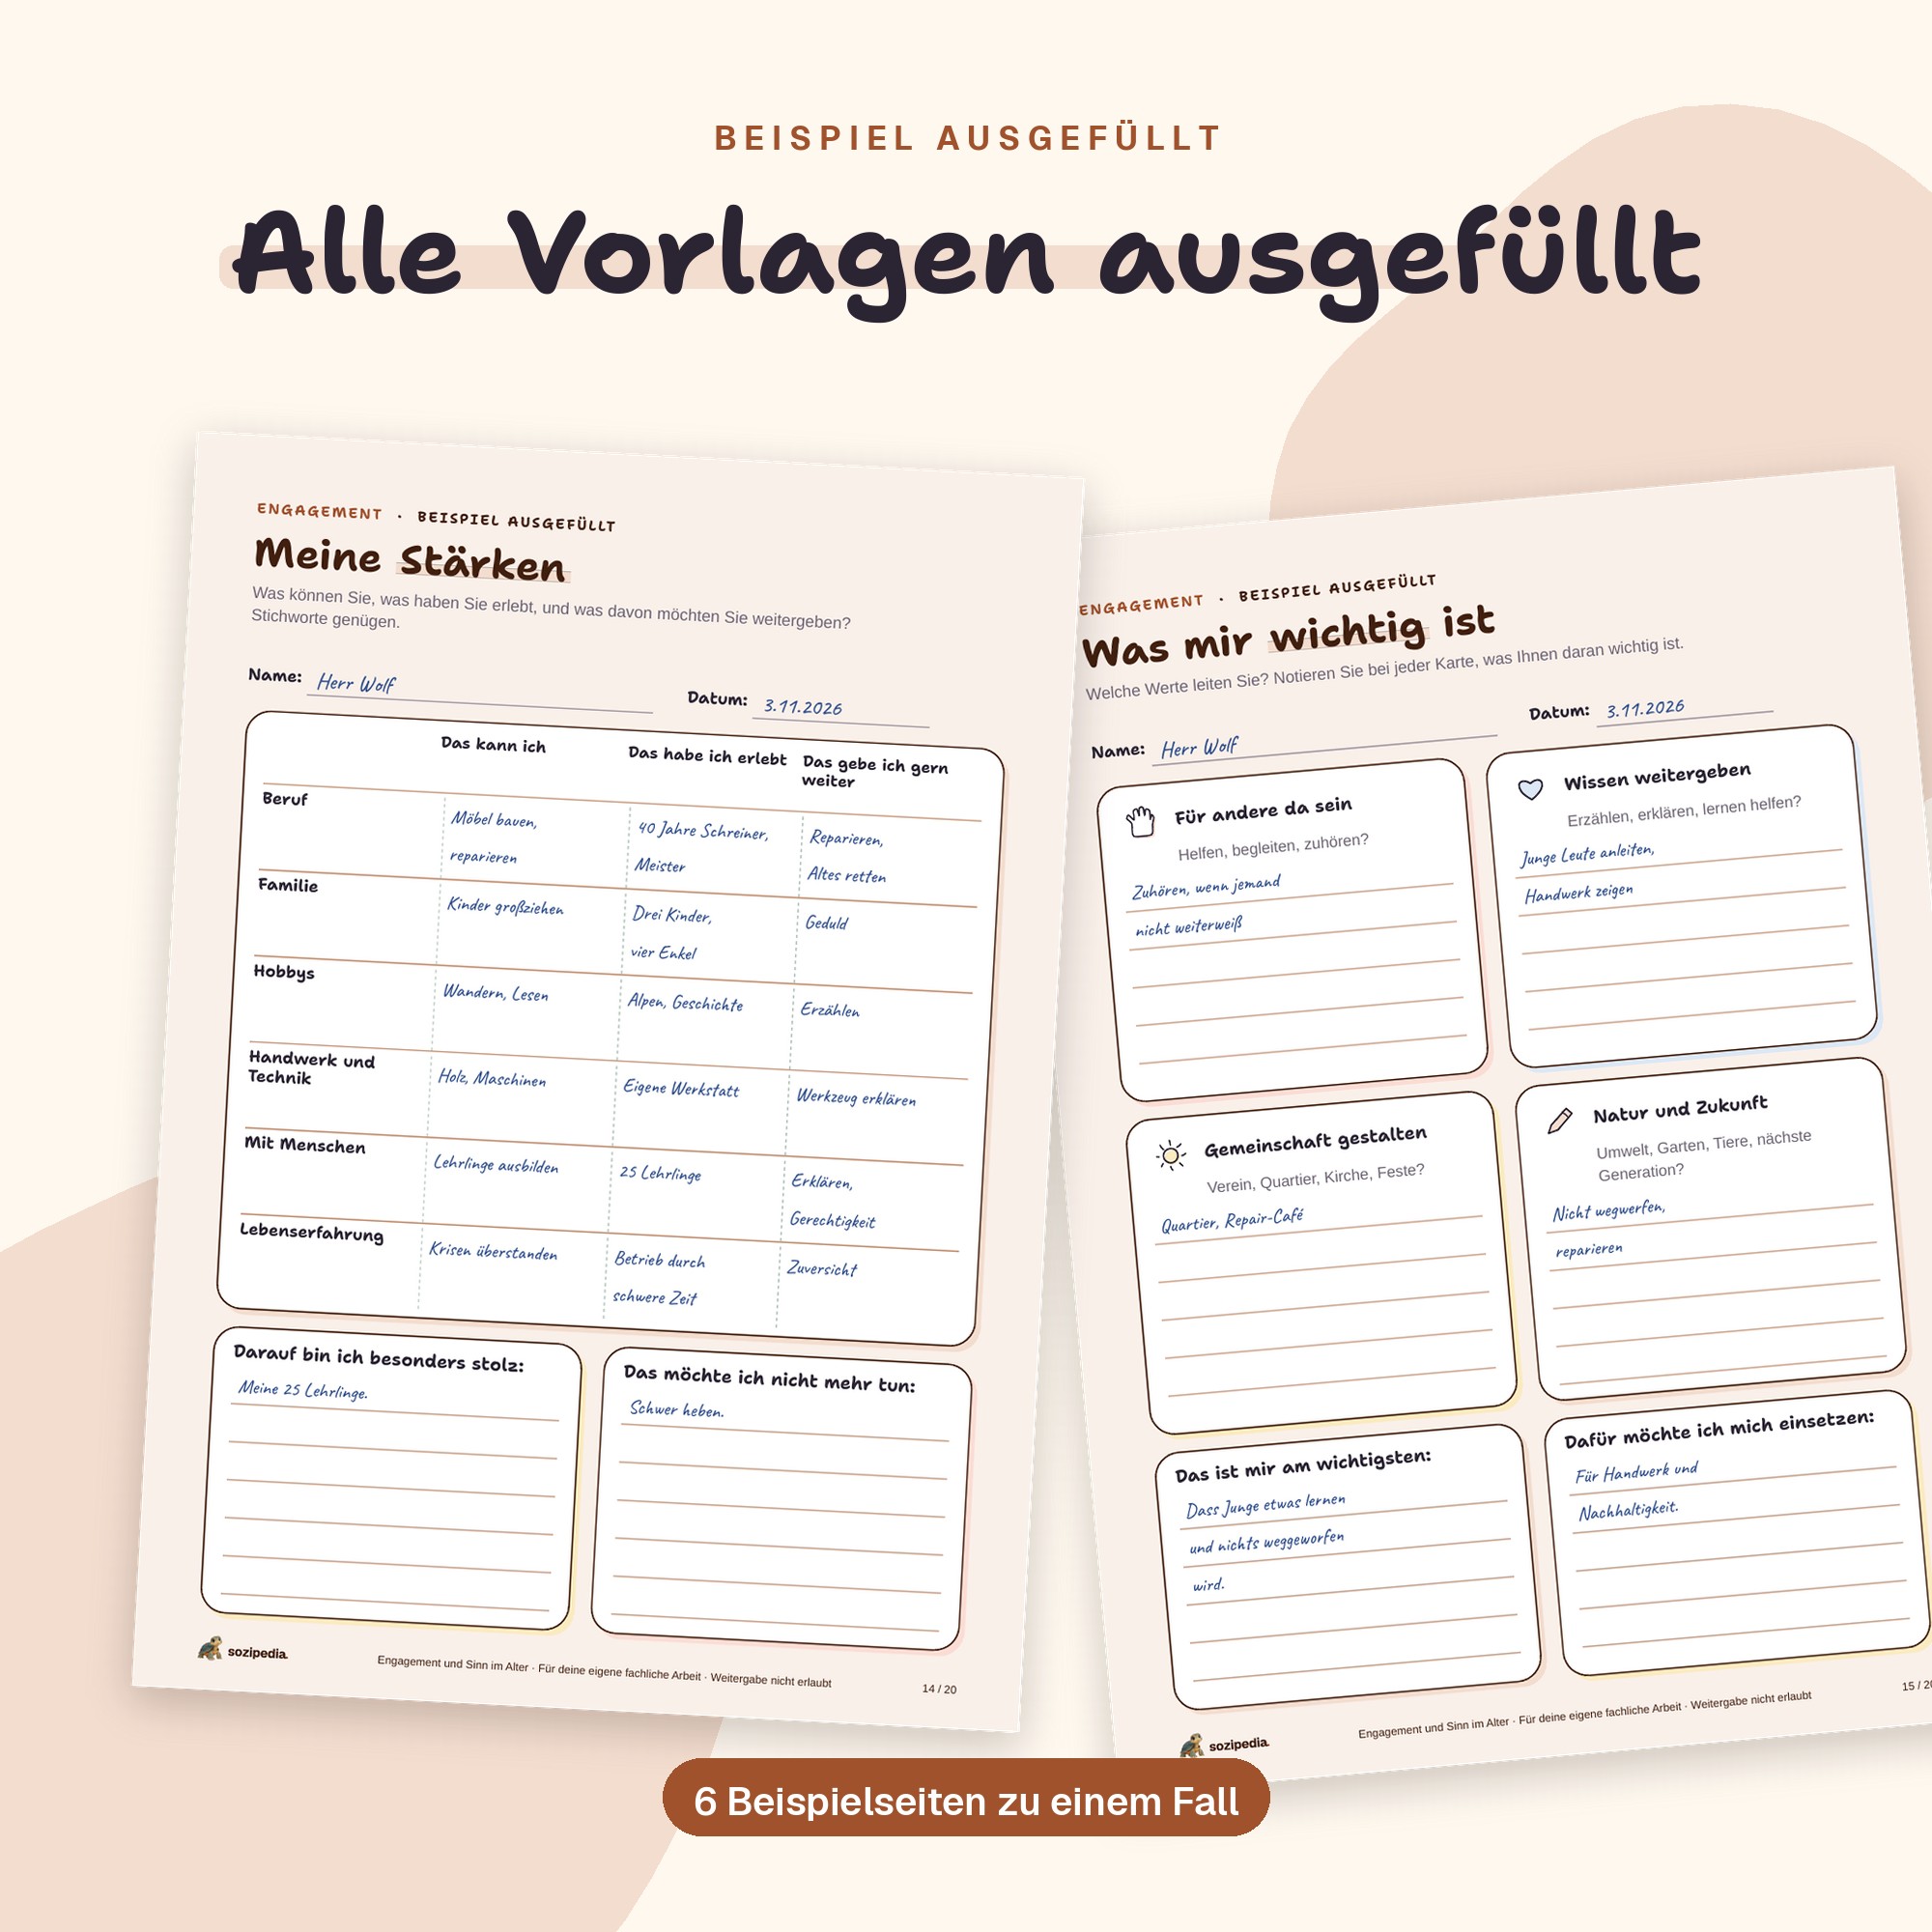 BEISPIEL AUSGEFÜLLT
Alle Vorlagen ausgefüllt
ENGAGEMENT · BEISPIEL AUSGEFÜLLT
Meine Stärken
Was können Sie, was haben Sie erlebt, und was davon möchten Sie weitergeben?
Stichworte genügen.
Name: Herr Wolf Datum: 3.11.2026
Das kann ich Das habe ich erlebt Das gebe ich gern
weiter
Beruf Möbel bauen, 40 Jahre Schreiner, Reparieren,
reparieren Meister Altes retten
Familie Kinder großziehen Drei Kinder, Geduld
vier Enkel
Hobbys Wandern, Lesen Alpen, Geschichte Erzählen
Handwerk und
Technik Holz, Maschinen Eigene Werkstatt Werkzeug erklären
Mit Menschen Lehrlinge ausbilden 25 Lehrlinge Erklären,
Gerechtigkeit
Lebenserfahrung Krisen überstanden Betrieb durch Zuversicht
schwere Zeit
Darauf bin ich besonders stolz:
Meine 25 Lehrlinge.
Das möchte ich nicht mehr tun:
Schwer heben.
sozipedia.
Engagement und Sinn im Alter · Für deine eigene fachliche Arbeit · Weitergabe nicht erlaubt
14 / 20
ENGAGEMENT · BEISPIEL AUSGEFÜLLT
Was mir wichtig ist
Welche Werte leiten Sie? Notieren Sie bei jeder Karte, was Ihnen daran wichtig ist.
Name: Herr Wolf Datum: 3.11.2026
Für andere da sein
Helfen, begleiten, zuhören?
Zuhören, wenn jemand
nicht weiterweiß
Wissen weitergeben
Erzählen, erklären, lernen helfen?
Junge Leute anleiten,
Handwerk zeigen
Gemeinschaft gestalten
Verein, Quartier, Kirche, Feste?
Quartier, Repair-Café
Natur und Zukunft
Umwelt, Garten, Tiere, nächste
Generation?
Nicht wegwerfen,
reparieren
Das ist mir am wichtigsten:
Dass Junge etwas lernen
und nichts weggeworfen
wird.
Dafür möchte ich mich einsetzen:
Für Handwerk und
Nachhaltigkeit.
sozipedia.
Engagement und Sinn im Alter · Für deine eigene fachliche Arbeit · Weitergabe nicht erlaubt
15 / 20
6 Beispielseiten zu einem Fall